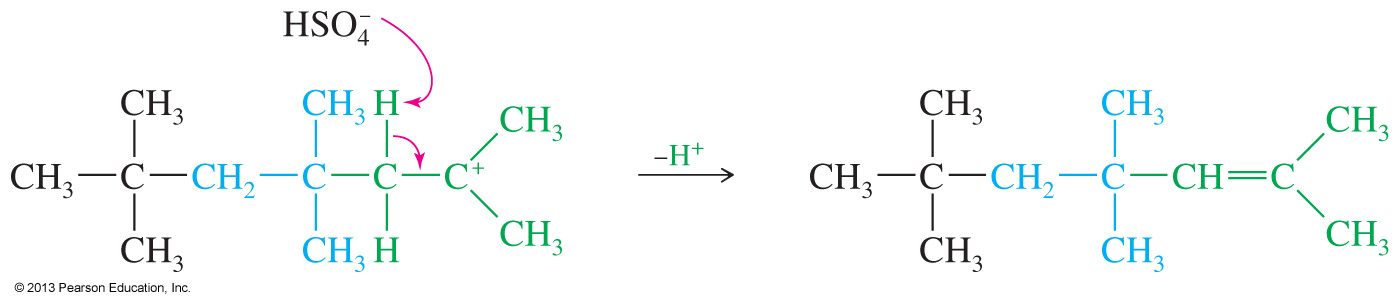 HSO₄⁻
CH₃ CH₃ H CH₃ CH₃ CH₃ CH₃
CH₃—C—CH₂—C—C—C⁺ –H⁺ CH₃—C—CH₂—C—CH=C
CH₃ CH₃ H CH₃ CH₃ CH₃ CH₃
© 2013 Pearson Education, Inc.